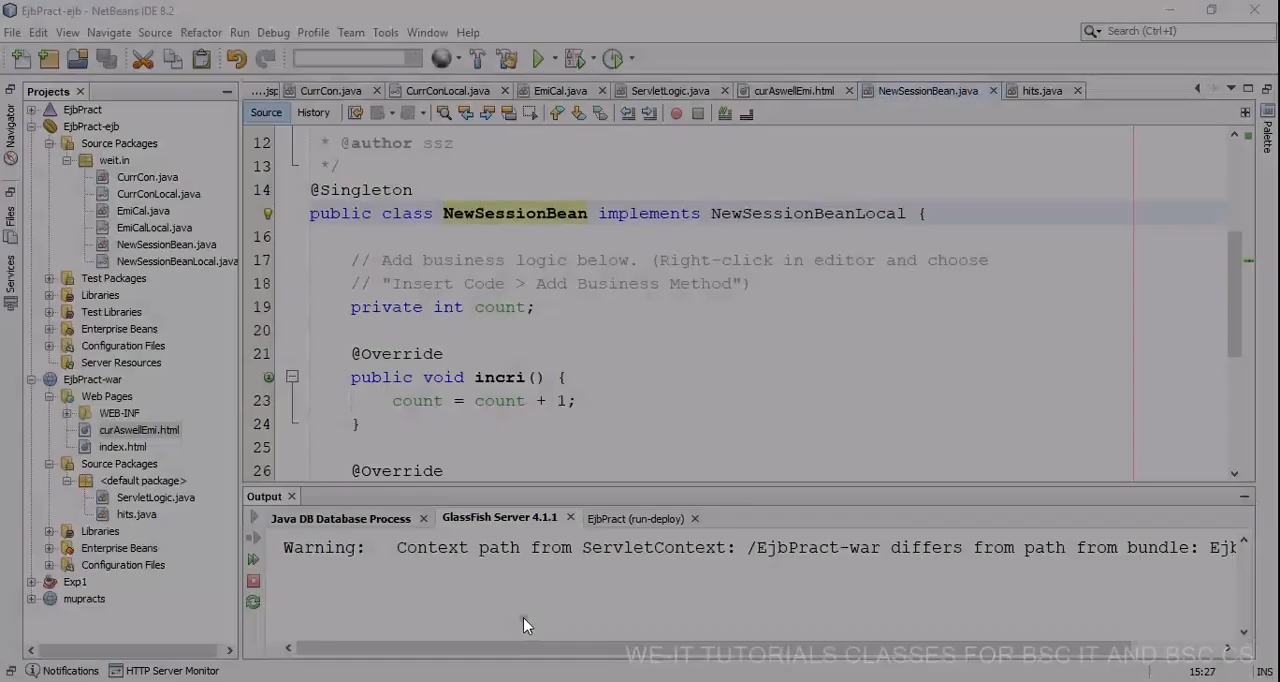 EjbPract-ejb - NetBeans IDE 8.2
File Edit View Navigate Source Refactor Run Debug Profile Team Tools Window Help
Search (Ctrl+I)
Projects
....jsp CurrCon.java CurrConLocal.java EmiCal.java ServletLogic.java curAswellEmi.html NewSessionBean.java hits.java
Source History
Navigator
Files
Services
Palette
EjbPract
EjbPract-ejb
Source Packages
weit.in
CurrCon.java
CurrConLocal.java
EmiCal.java
EmiCalLocal.java
NewSessionBean.java
NewSessionBeanLocal.java
Test Packages
Libraries
Test Libraries
Enterprise Beans
Configuration Files
Server Resources
EjbPract-war
Web Pages
WEB-INF
curAswellEmi.html
index.html
Source Packages
<default package>
ServletLogic.java
hits.java
Libraries
Enterprise Beans
Configuration Files
Exp1
mupracts
12 * @author ssz
13 */
14 @Singleton
public class NewSessionBean implements NewSessionBeanLocal {
16
17 // Add business logic below. (Right-click in editor and choose
18 // "Insert Code > Add Business Method")
19 private int count;
20
21 @Override
public void incri() {
23 count = count + 1;
24 }
25
26 @Override
Output
Java DB Database Process GlassFish Server 4.1.1 EjbPract (run-deploy)
Warning: Context path from ServletContext: /EjbPract-war differs from path from bundle: Ejb
WE-IT TUTORIALS CLASSES FOR BSC IT AND BSC CS
Notifications HTTP Server Monitor
15:27 INS